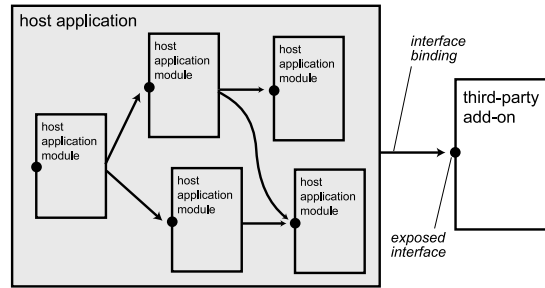 host application
host
application
module
host
application
module
interface
binding
third-party
add-on
host
application
module
host
application
module
host
application
module
exposed
interface